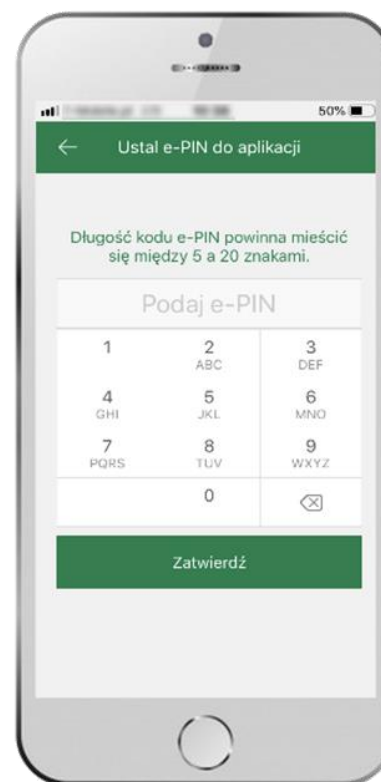 50%
Ustal e-PIN do aplikacji
Długość kodu e-PIN powinna mieścić
się między 5 a 20 znakami.
Podaj e-PIN
1 2 3
ABC DEF
4 5 6
GHI JKL MNO
7 8 9
PQRS TUV WXYZ
0
Zatwierdź